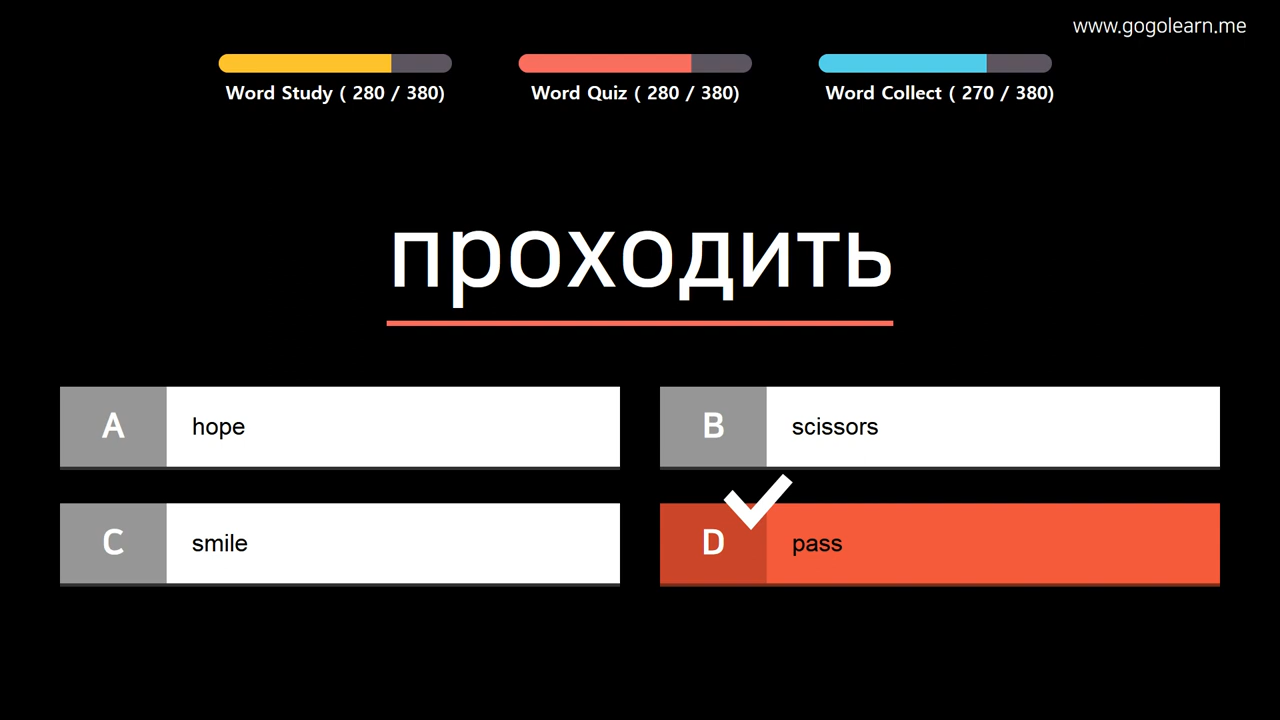 www.gogolearn.me
Word Study ( 280 / 380)
Word Quiz ( 280 / 380)
Word Collect ( 270 / 380)
проходить
A hope
B scissors
C smile
D pass